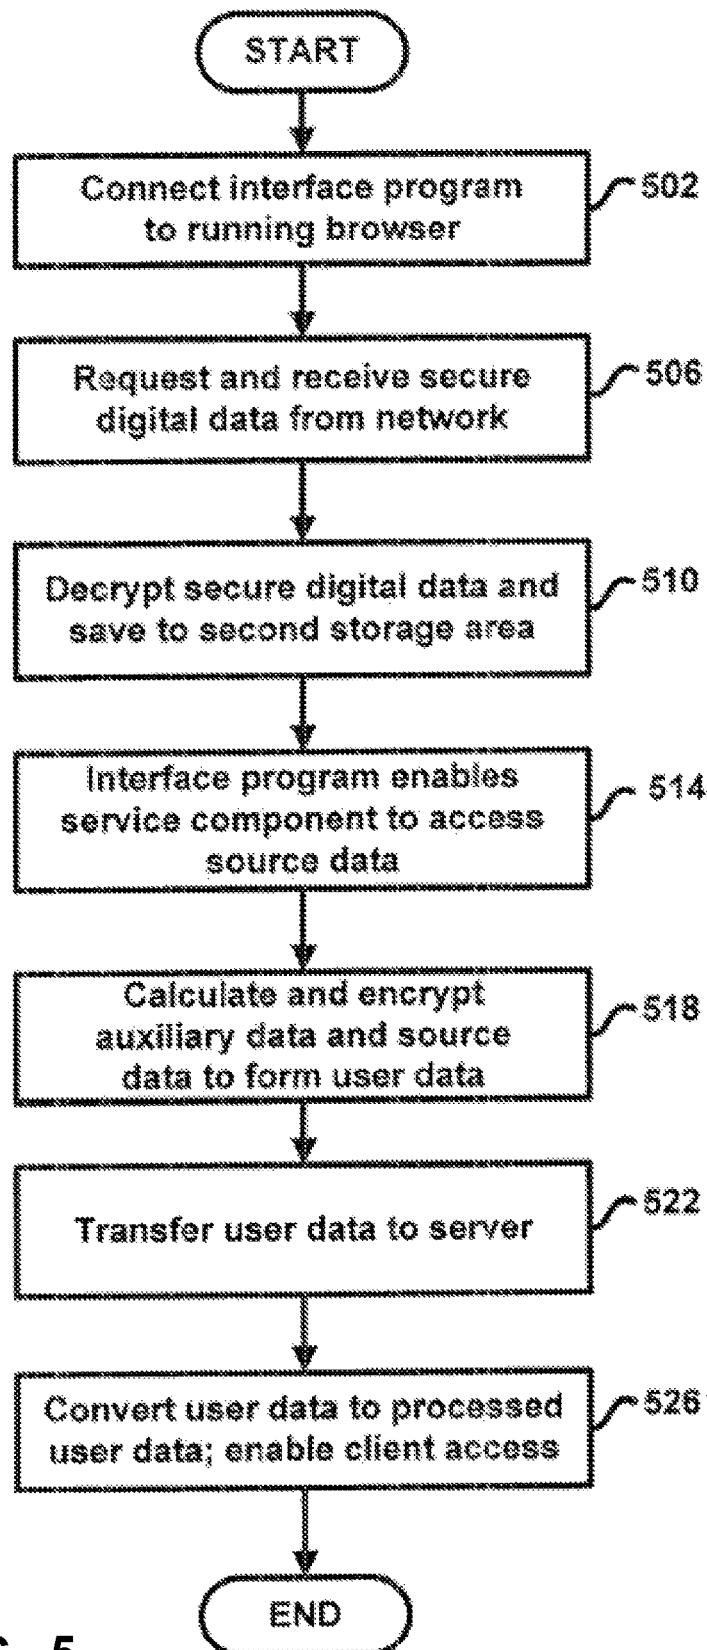 START
Connect interface program
to running browser
502
Request and receive secure
digital data from network
506
Decrypt secure digital data and
save to second storage area
510
Interface program enables
service component to access
source data
514
Calculate and encrypt
auxiliary data and source
data to form user data
518
Transfer user data to server
522
Convert user data to processed
user data; enable client access
526
END
5